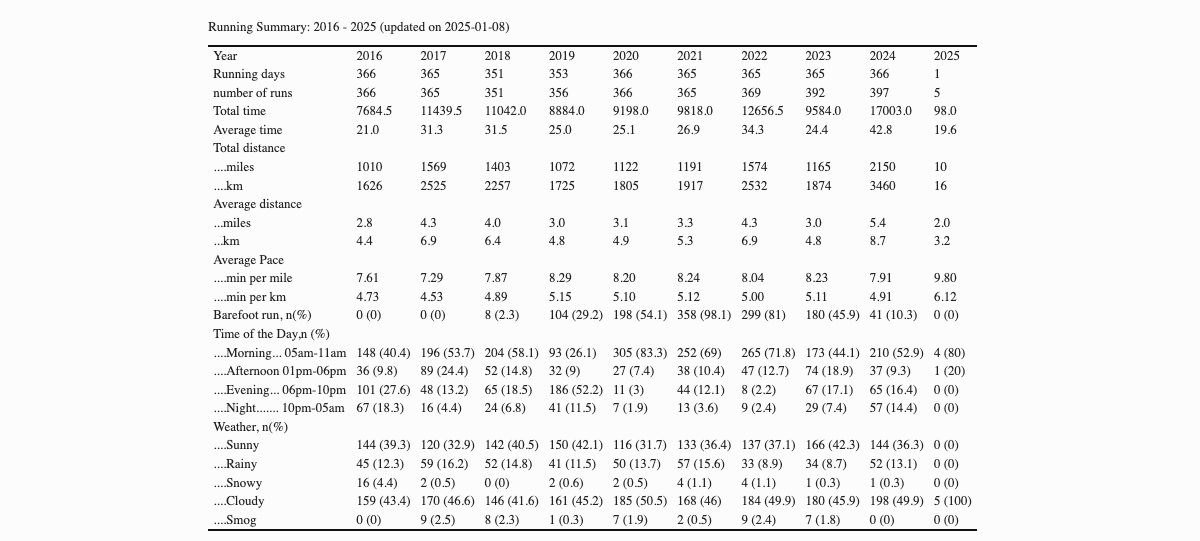 Running Summary: 2016 - 2025 (updated on 2025-01-08)
Year 2016 2017 2018 2019 2020 2021 2022 2023 2024 2025
Running days 366 365 351 353 366 365 365 365 366 1
number of runs 366 365 351 356 366 365 369 392 397 5
Total time 7684.5 11439.5 11042.0 8884.0 9198.0 9818.0 12656.5 9584.0 17003.0 98.0
Average time 21.0 31.3 31.5 25.0 25.1 26.9 34.3 24.4 42.8 19.6
Total distance
....miles 1010 1569 1403 1072 1122 1191 1574 1165 2150 10
....km 1626 2525 2257 1725 1805 1917 2532 1874 3460 16
Average distance
...miles 2.8 4.3 4.0 3.0 3.1 3.3 4.3 3.0 5.4 2.0
...km 4.4 6.9 6.4 4.8 4.9 5.3 6.9 4.8 8.7 3.2
Average Pace
....min per mile 7.61 7.29 7.87 8.29 8.20 8.24 8.04 8.23 7.91 9.80
....min per km 4.73 4.53 4.89 5.15 5.10 5.12 5.00 5.11 4.91 6.12
Barefoot run, n(%) 0 (0) 0 (0) 8 (2.3) 104 (29.2) 198 (54.1) 358 (98.1) 299 (81) 180 (45.9) 41 (10.3) 0 (0)
Time of the Day,n (%)
....Morning... 05am-11am 148 (40.4) 196 (53.7) 204 (58.1) 93 (26.1) 305 (83.3) 252 (69) 265 (71.8) 173 (44.1) 210 (52.9) 4 (80)
....Afternoon 01pm-06pm 36 (9.8) 89 (24.4) 52 (14.8) 32 (9) 27 (7.4) 38 (10.4) 47 (12.7) 74 (18.9) 37 (9.3) 1 (20)
....Evening... 06pm-10pm 101 (27.6) 48 (13.2) 65 (18.5) 186 (52.2) 11 (3) 44 (12.1) 8 (2.2) 67 (17.1) 65 (16.4) 0 (0)
....Night....... 10pm-05am 67 (18.3) 16 (4.4) 24 (6.8) 41 (11.5) 7 (1.9) 13 (3.6) 9 (2.4) 29 (7.4) 57 (14.4) 0 (0)
Weather, n(%)
....Sunny 144 (39.3) 120 (32.9) 142 (40.5) 150 (42.1) 116 (31.7) 133 (36.4) 137 (37.1) 166 (42.3) 144 (36.3) 0 (0)
....Rainy 45 (12.3) 59 (16.2) 52 (14.8) 41 (11.5) 50 (13.7) 57 (15.6) 33 (8.9) 34 (8.7) 52 (13.1) 0 (0)
....Snowy 16 (4.4) 2 (0.5) 0 (0) 2 (0.6) 2 (0.5) 4 (1.1) 4 (1.1) 1 (0.3) 1 (0.3) 0 (0)
....Cloudy 159 (43.4) 170 (46.6) 146 (41.6) 161 (45.2) 185 (50.5) 168 (46) 184 (49.9) 180 (45.9) 198 (49.9) 5 (100)
....Smog 0 (0) 9 (2.5) 8 (2.3) 1 (0.3) 7 (1.9) 2 (0.5) 9 (2.4) 7 (1.8) 0 (0) 0 (0)